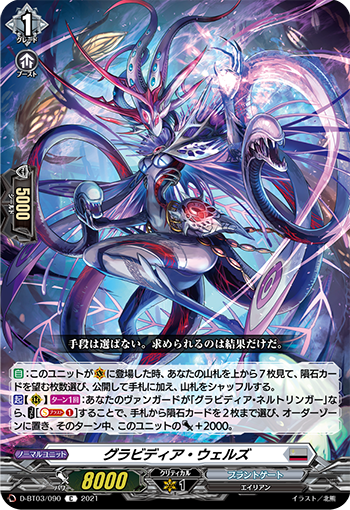 1
グレード
ブースト
5000
シールド
手段は選ばない。求められるのは結果だけだ。
自:このユニットがRに登場した時、あなたの山札を上から7枚見て、隕石カー
ドを望む枚数選び、公開して手札に加え、山札をシャッフルする。
起【R】ターン1回:あなたのヴァンガードが「グラビディア・ネルトリンガー」な
ら、【ブラスト1】することで、手札から隕石カードを2枚まで選び、オーダーゾー
ンに置き、そのターン中、このユニットのパワー+2000。
ノーマルユニット
グラビディア・ウェルズ
パワー
8000
クリティカル
1
ブラントゲート
エイリアン
D-BT03/090 C 2021
イラスト/北熊